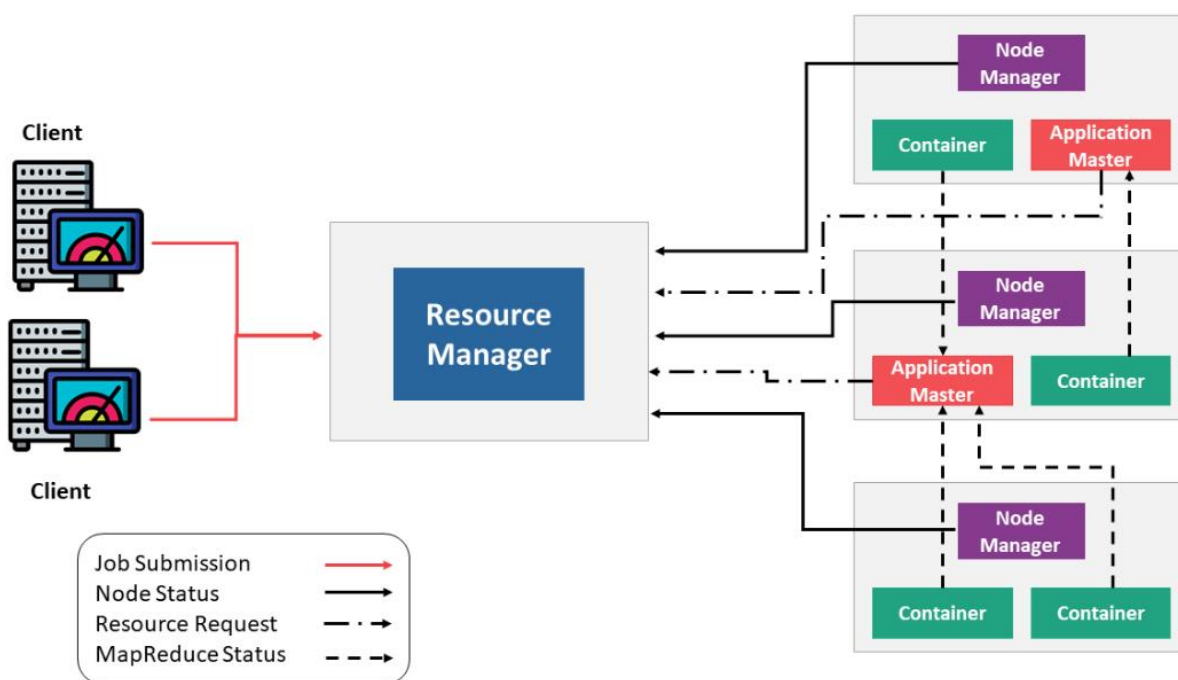 Client
Client
Resource
Manager
Node
Manager
Container
Application
Master
Node
Manager
Application
Master
Container
Node
Manager
Container
Container
Job Submission
Node Status
Resource Request
MapReduce Status